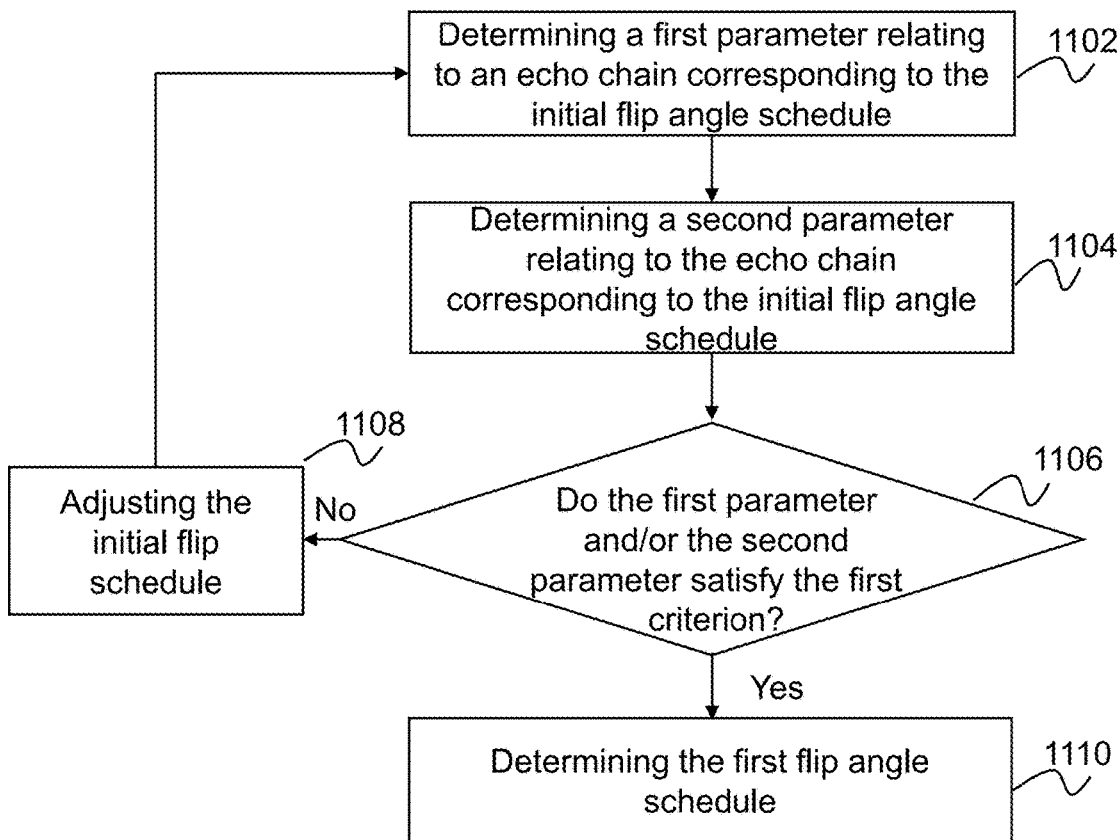 Determining a first parameter relating
to an echo chain corresponding to the
initial flip angle schedule
1102
Determining a second parameter
relating to the echo chain
corresponding to the initial flip angle
schedule
1104
1108
Adjusting the
initial flip
schedule
No
1106
Do the first parameter
and/or the second
parameter satisfy the first
criterion?
Yes
Determining the first flip angle
schedule
1110